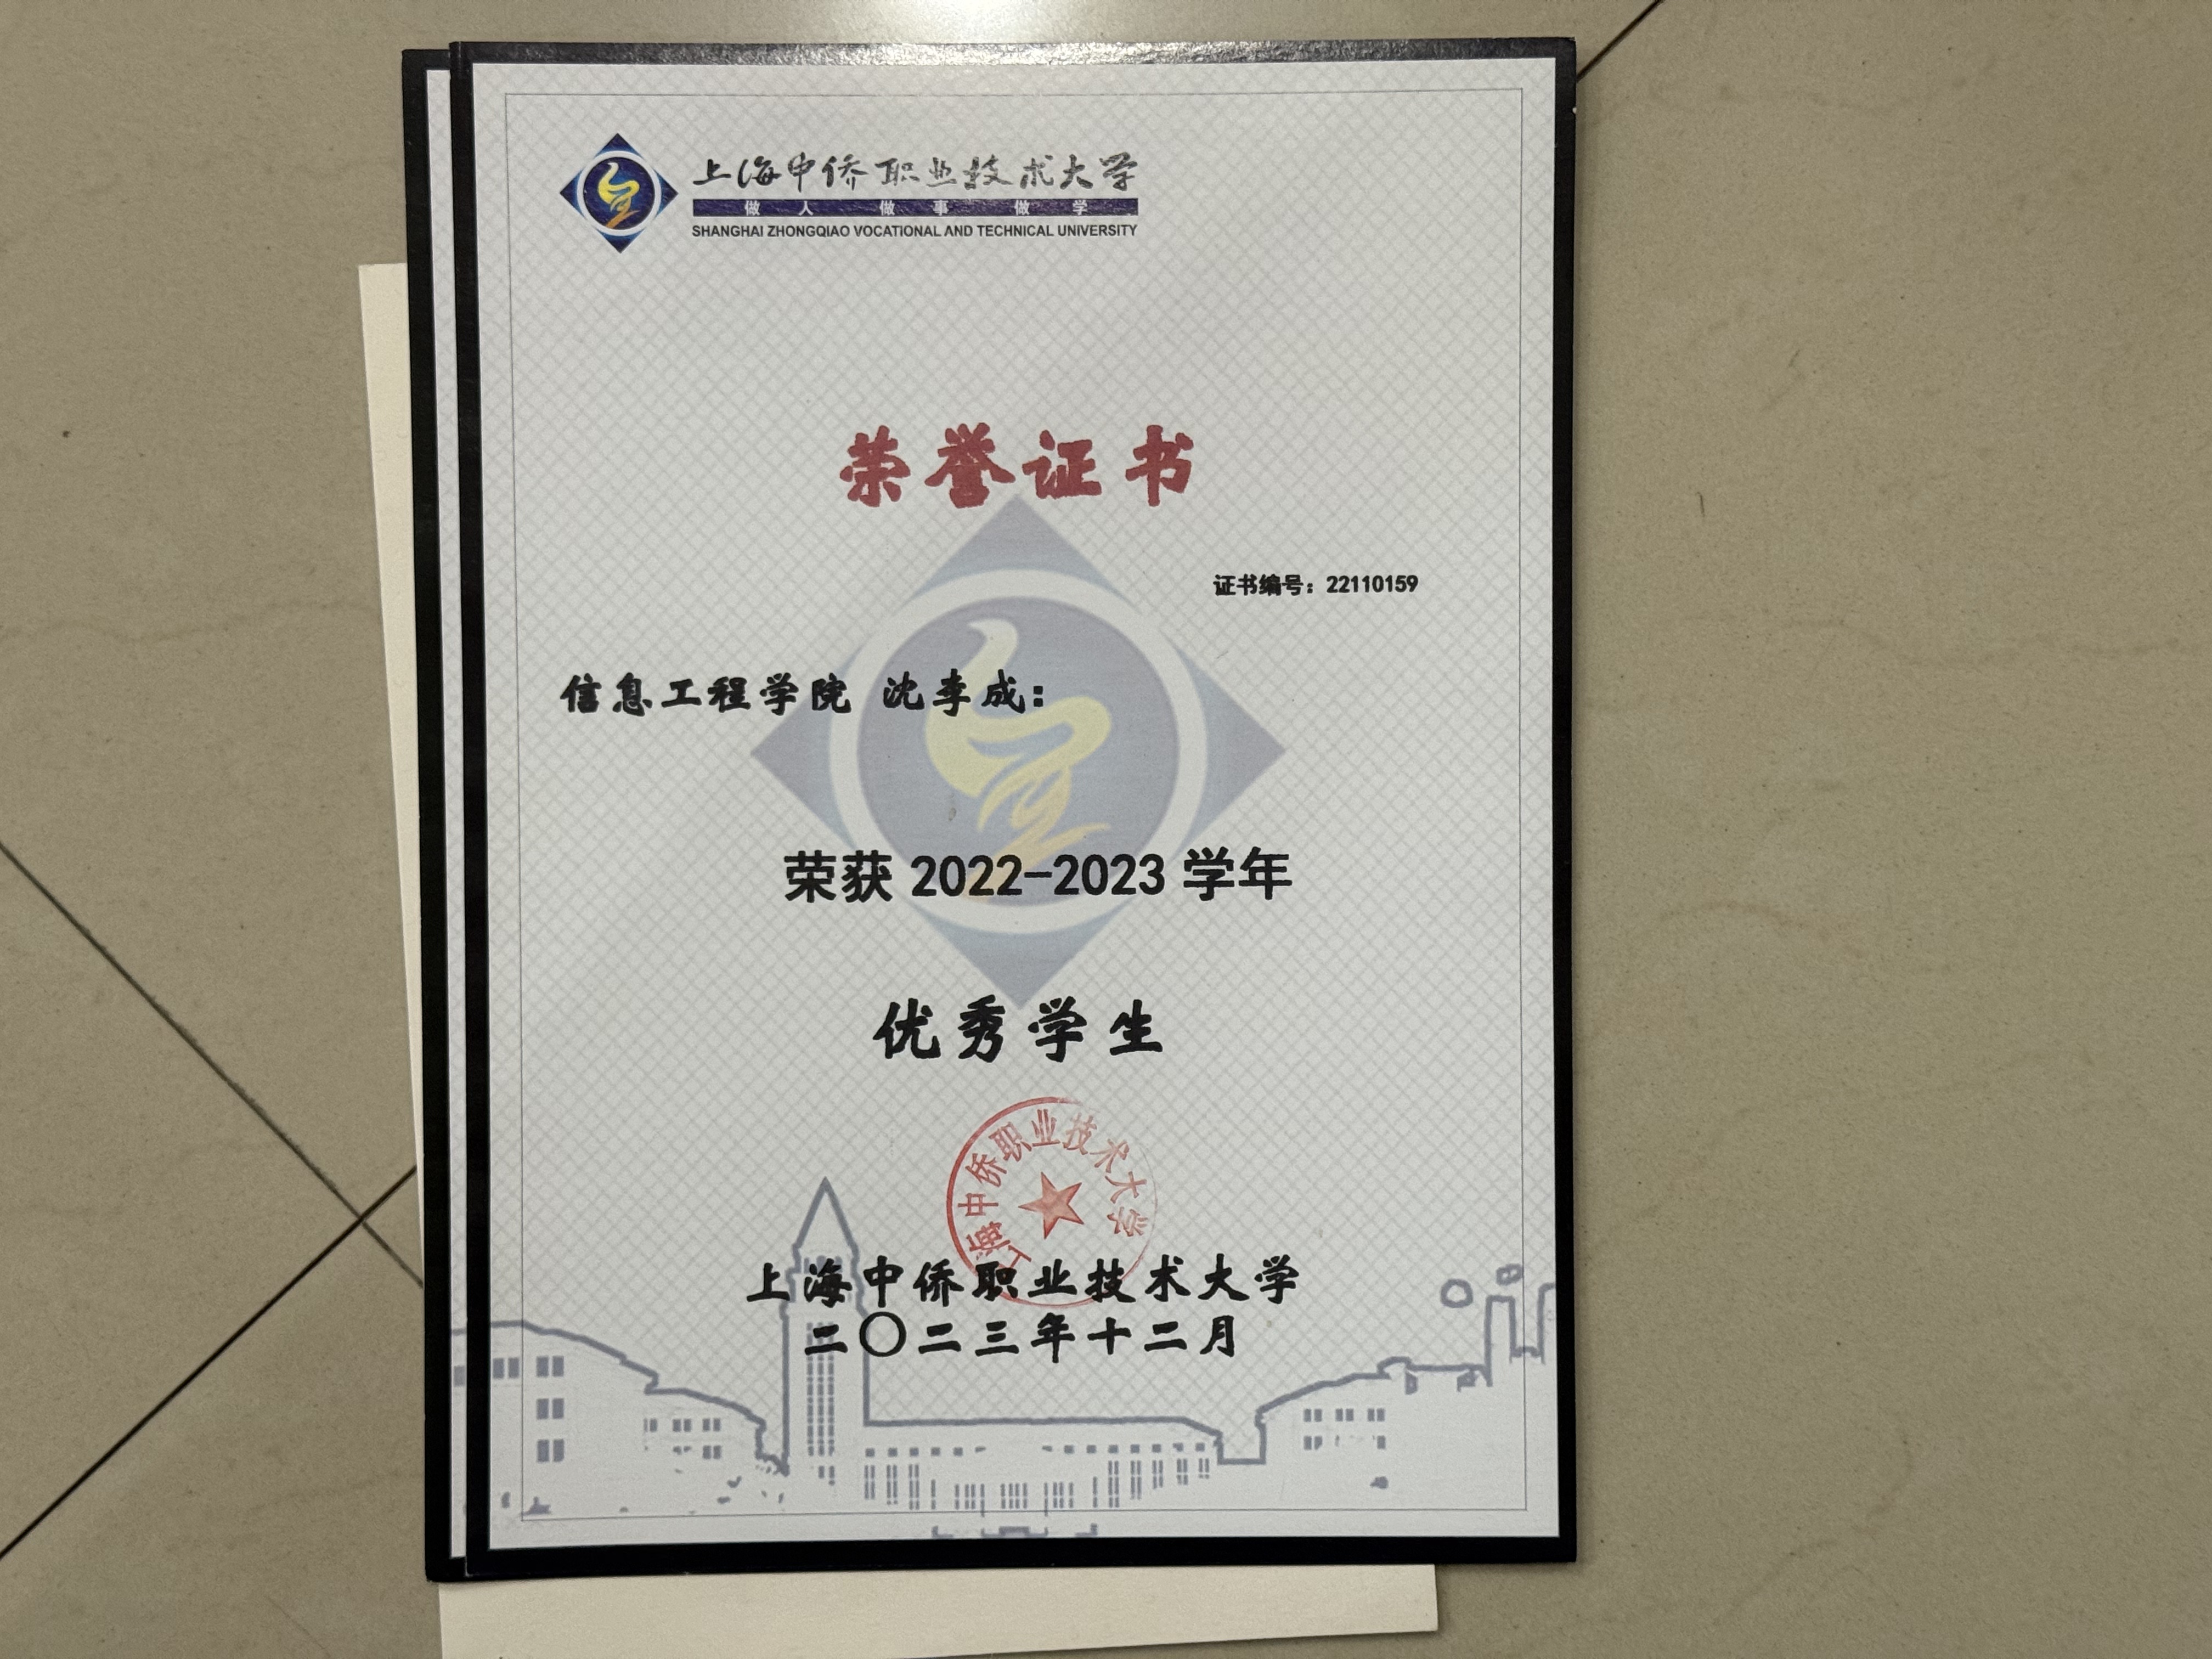 上海中侨职业技术大学
做人 做事 做学
SHANGHAI ZHONGQIAO VOCATIONAL AND TECHNICAL UNIVERSITY
荣誉证书
证书编号：22110159
信息工程学院 沈李成：
荣获 2022-2023 学年
优秀学生
上海中侨职业技术大学
上海中侨职业技术大学
二〇二三年十二月